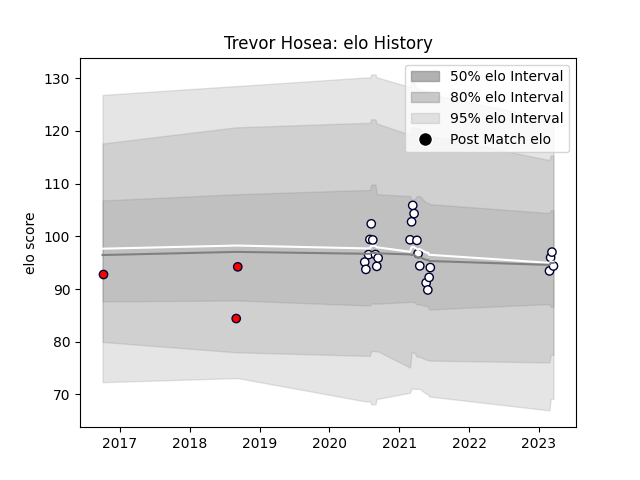 Trevor Hosea: elo History
50% elo Interval
80% elo Interval
95% elo Interval
Post Match elo
elo score
130
120
110
100
90
80
70
2017 2018 2019 2020 2021 2022 2023